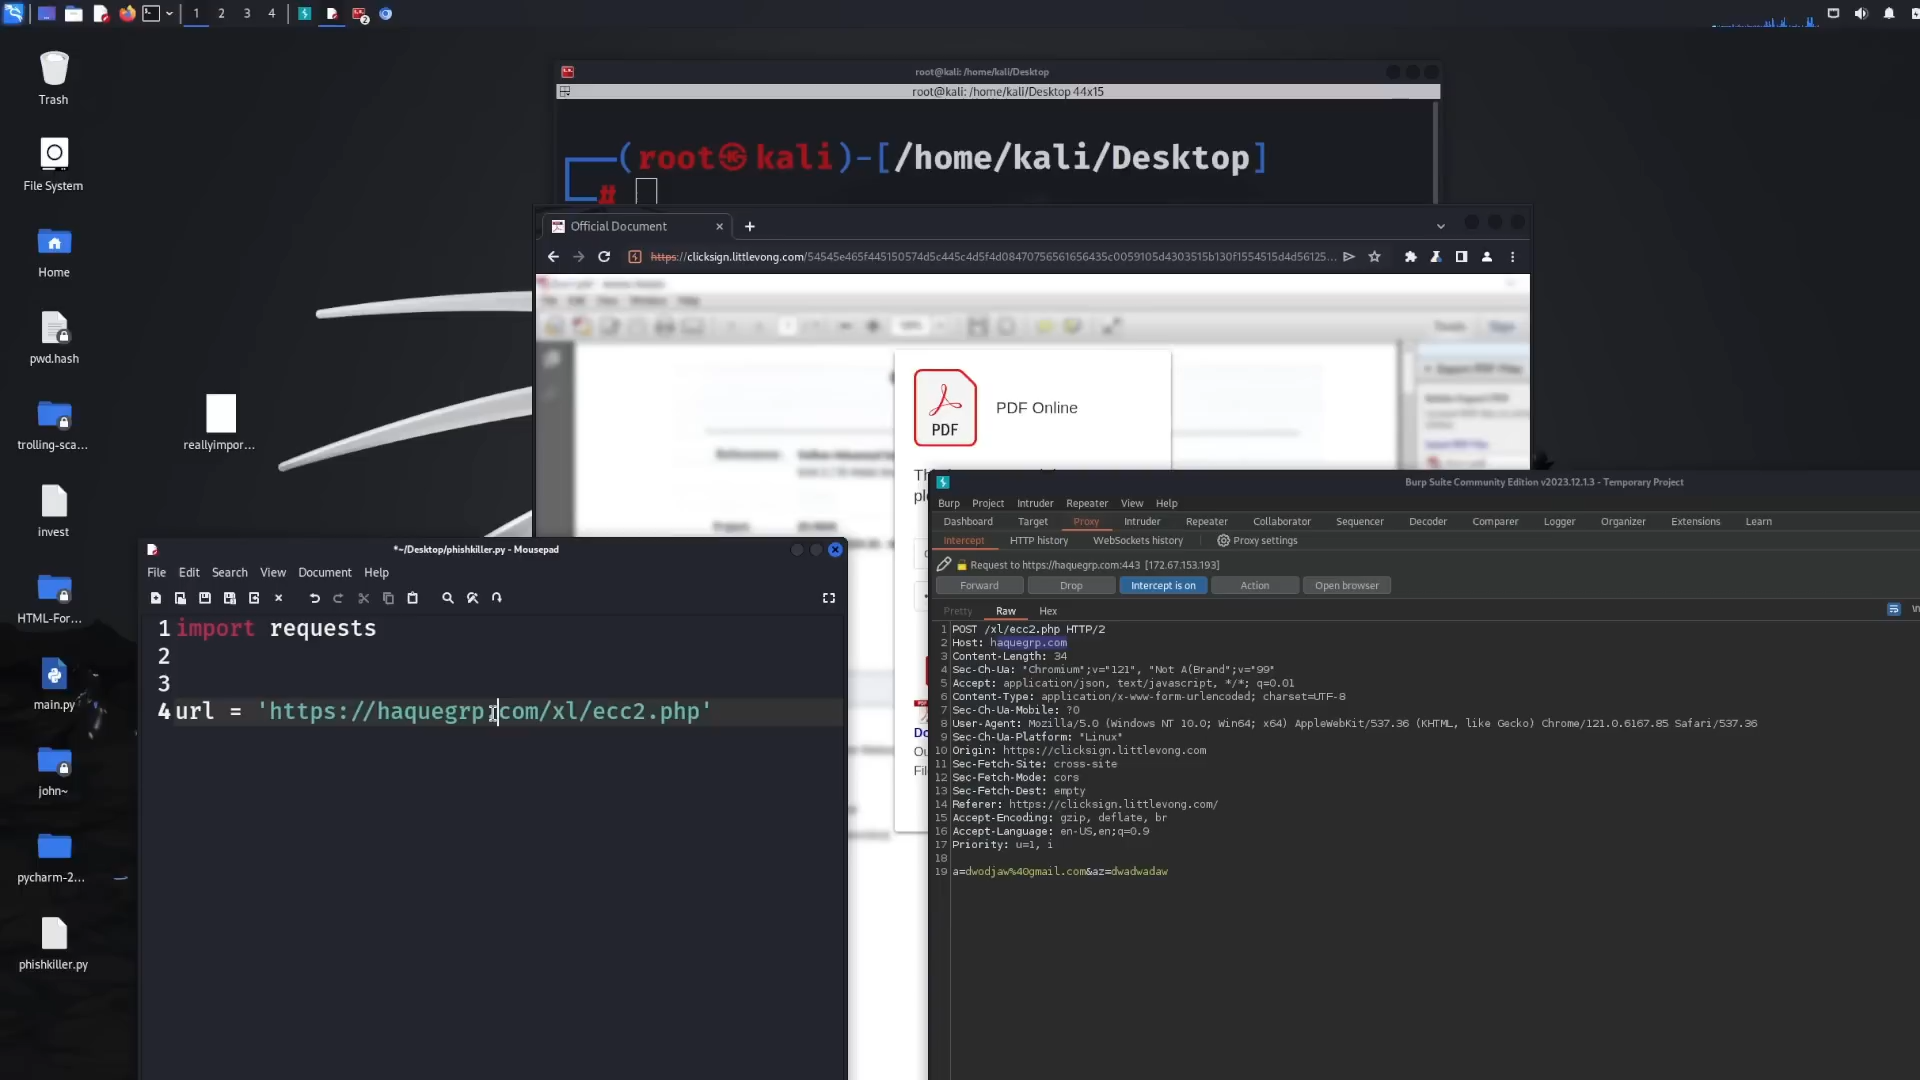 1
2
3
4
2
Trash
File System
Home
pwd.hash
trolling-sca...
reallyimpor...
invest
HTML-For...
main.py
john~
pycharm-2...
phishkiller.py
root@kali: /home/kali/Desktop
root@kali: /home/kali/Desktop 44x15
(root㉿kali)-[/home/kali/Desktop]
#
Official Document
https://clicksign.littlevong.com/54545e465f445150574d5c445c4d5f4d08470756561656435c0059105d4303515b130f1554515d4d56125...
PDF
PDF Online
*~/Desktop/phishkiller.py - Mousepad
File Edit Search View Document Help
1 import requests
2
3
4 url = 'https://haquegrp.com/xl/ecc2.php'
Burp Suite Community Edition v2023.12.1.3 - Temporary Project
Burp Project Intruder Repeater View Help
Dashboard Target Proxy Intruder Repeater Collaborator Sequencer Decoder Comparer Logger Organizer Extensions Learn
Intercept HTTP history WebSockets history Proxy settings
Request to https://haquegrp.com:443 [172.67.153.193]
Forward Drop Intercept is on Action Open browser
Pretty Raw Hex
1 POST /xl/ecc2.php HTTP/2
2 Host: haquegrp.com
3 Content-Length: 34
4 Sec-Ch-Ua: "Chromium";v="121", "Not A(Brand";v="99"
5 Accept: application/json, text/javascript, */*; q=0.01
6 Content-Type: application/x-www-form-urlencoded; charset=UTF-8
7 Sec-Ch-Ua-Mobile: ?0
8 User-Agent: Mozilla/5.0 (Windows NT 10.0; Win64; x64) AppleWebKit/537.36 (KHTML, like Gecko) Chrome/121.0.6167.85 Safari/537.36
9 Sec-Ch-Ua-Platform: "Linux"
10 Origin: https://clicksign.littlevong.com
11 Sec-Fetch-Site: cross-site
12 Sec-Fetch-Mode: cors
13 Sec-Fetch-Dest: empty
14 Referer: https://clicksign.littlevong.com/
15 Accept-Encoding: gzip, deflate, br
16 Accept-Language: en-US,en;q=0.9
17 Priority: u=1, i
18
19 a=dwodjaw%40gmail.com&az=dwadwadaw